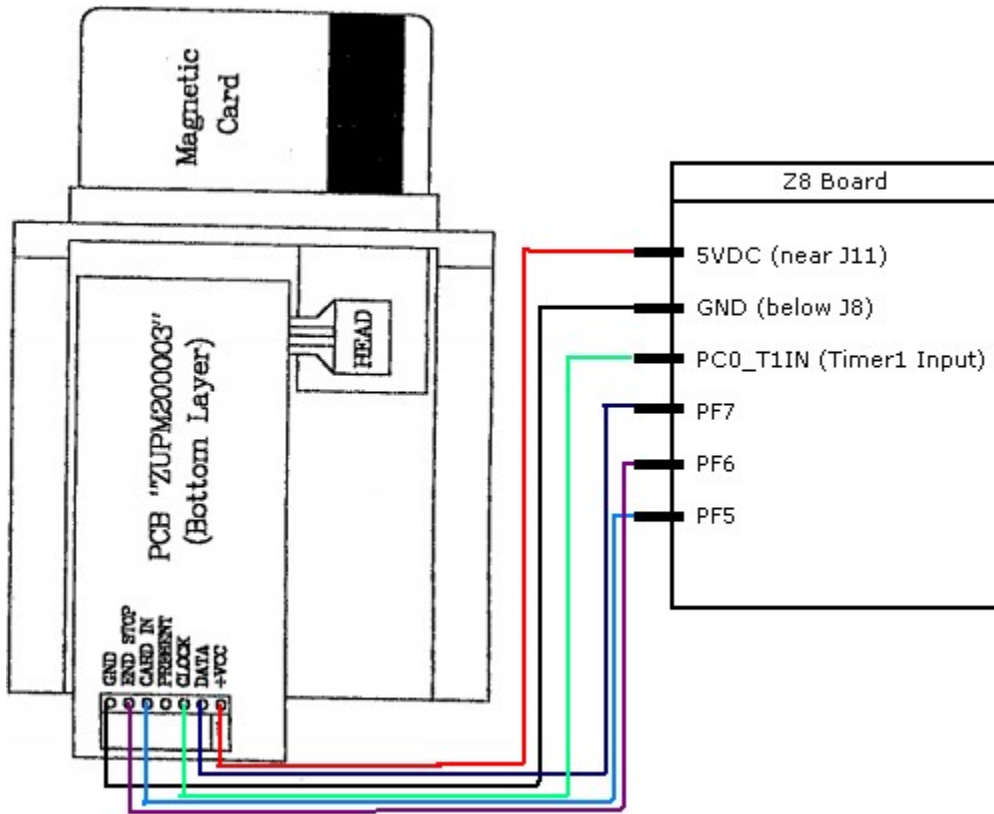 Magnetic
Card
HEAD
PCB "ZUPM200003"
(Bottom Layer)
GND
END STOP
CARD IN
PRESENT
CLOCK
DATA
+VCC
Z8 Board
5VDC (near J11)
GND (below J8)
PC0_T1IN (Timer1 Input)
PF7
PF6
PF5